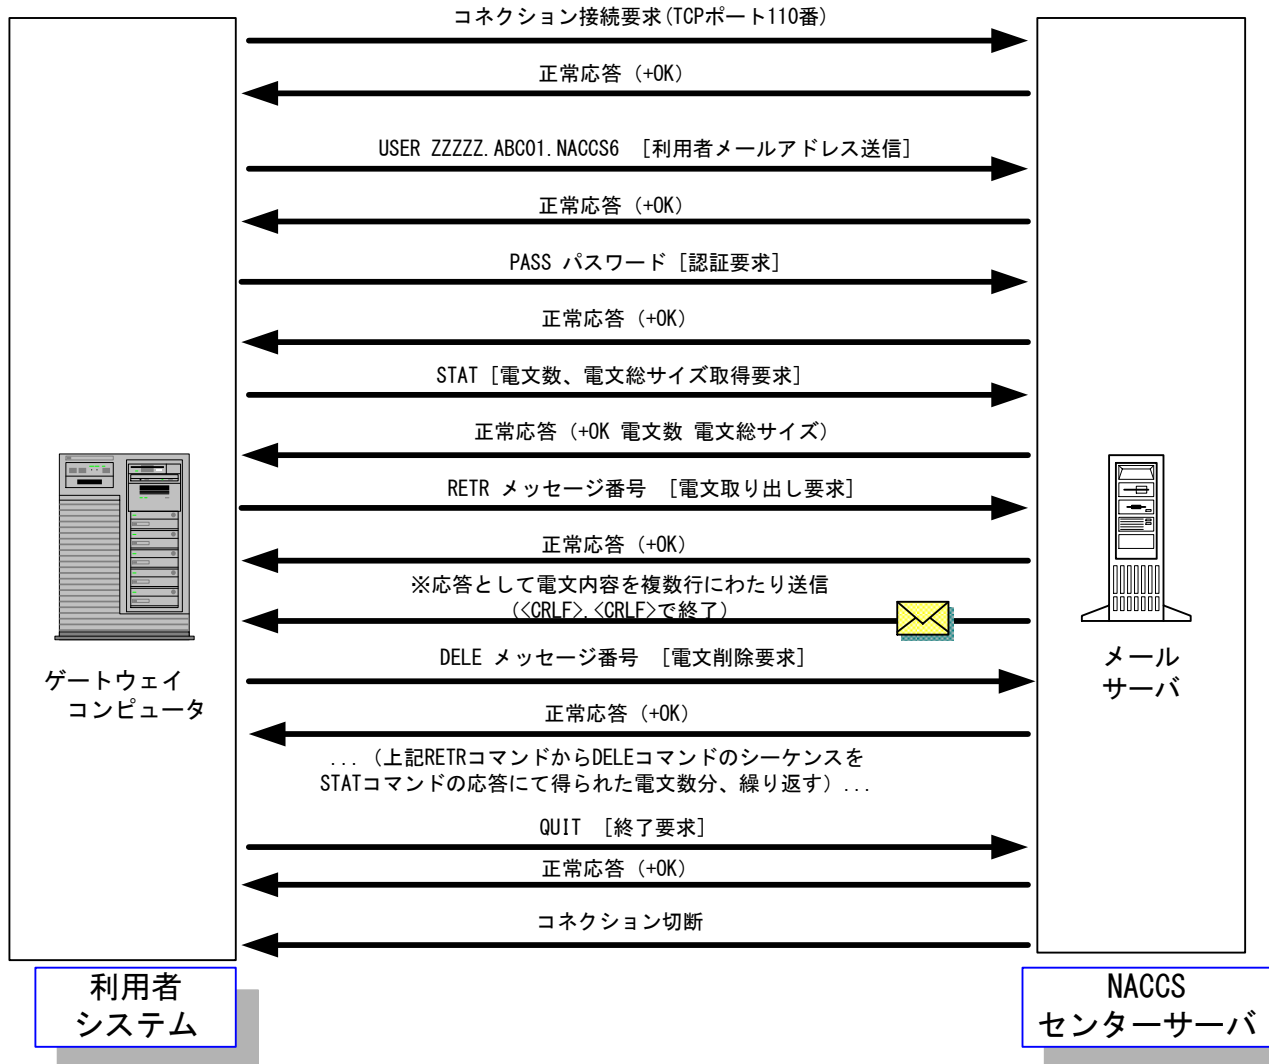 コネクション接続要求(TCPポート110番)
正常応答 (+OK)
USER ZZZZZ.ABC01.NACCS6 [利用者メールアドレス送信]
正常応答 (+OK)
PASS パスワード [認証要求]
正常応答 (+OK)
STAT [電文数、電文総サイズ取得要求]
正常応答 (+OK 電文数 電文総サイズ)
RETR メッセージ番号 [電文取り出し要求]
正常応答 (+OK)
※応答として電文内容を複数行にわたり送信
(<CRLF>.<CRLF>で終了)
DELE メッセージ番号 [電文削除要求]
正常応答 (+OK)
... (上記RETRコマンドからDELEコマンドのシーケンスを
STATコマンドの応答にて得られた電文数分、繰り返す) ...
QUIT [終了要求]
正常応答 (+OK)
コネクション切断
ゲートウェイ
コンピュータ
メール
サーバ
利用者
システム
NACCS
センターサーバ